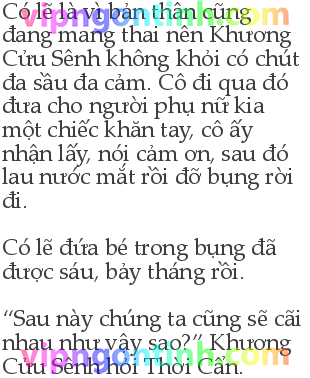 Có lẽ là vì bản thân cũng
vipngontinh.com
đang mang thai nên Khương
Cửu Sênh không khỏi có chút
đa sầu đa cảm. Cô đi qua đó
đưa cho người phụ nữ kia
một chiếc khăn tay, cô ấy
nhận lấy, nói cảm ơn, sau đó
lau nước mắt rồi đỡ bụng rời
đi.
Có lẽ đứa bé trong bụng đã
được sáu, bảy tháng rồi.
“Sau này chúng ta cũng sẽ cãi
nhau như vậy sao?” Khương
vipngontinh.com
Cửu Sênh hỏi Thời Cẩn.